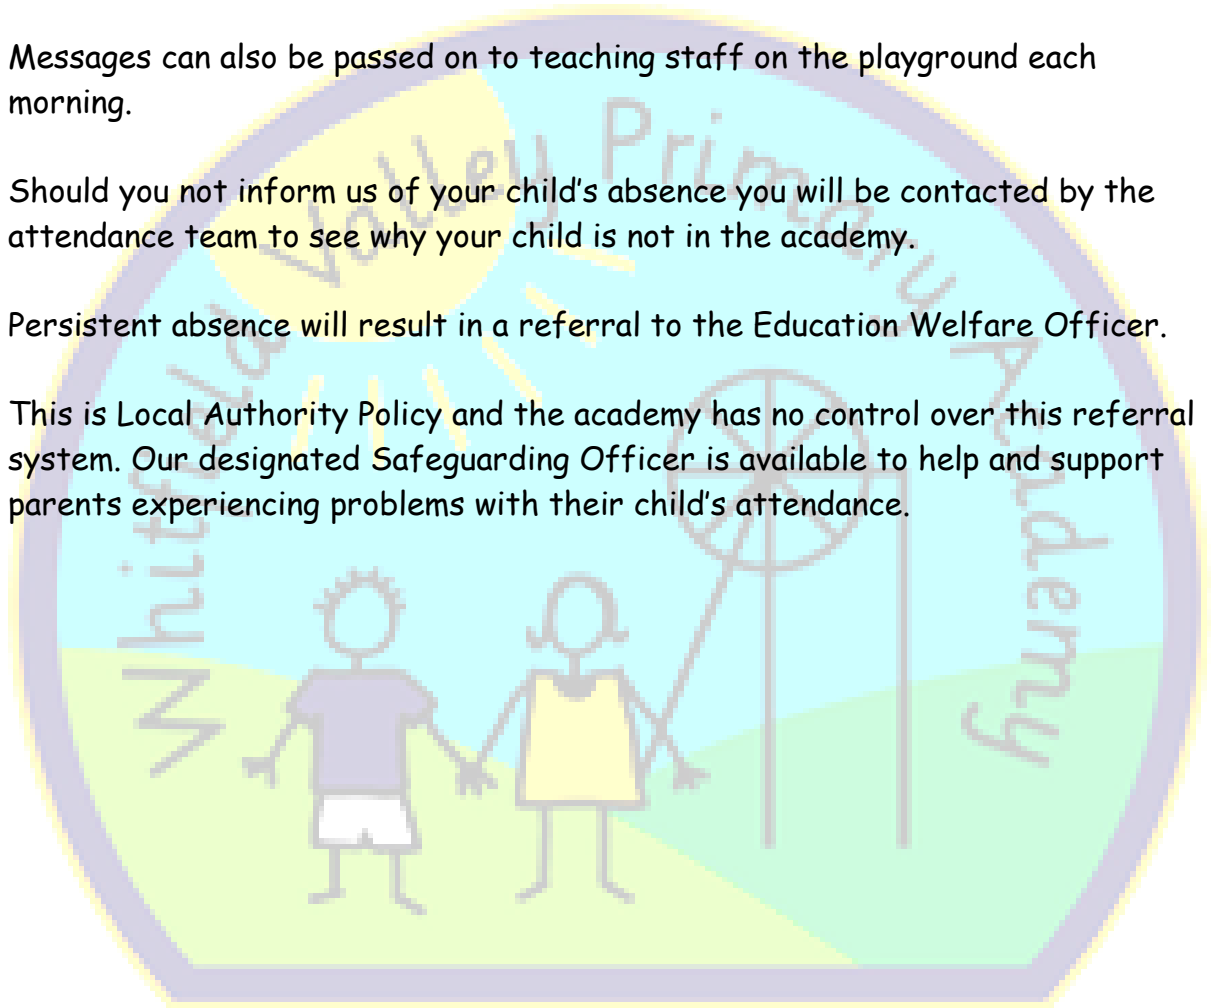 Messages can also be passed on to teaching staff on the playground each
morning.
Should you not inform us of your child's absence you will be contacted by the
attendance team to see why your child is not in the academy.
Persistent absence will result in a referral to the Education Welfare Officer.
This is Local Authority Policy and the academy has no control over this referral
system. Our designated Safeguarding Officer is available to help and support
parents experiencing problems with their child's attendance.
Whitfield Valley Primary Academy